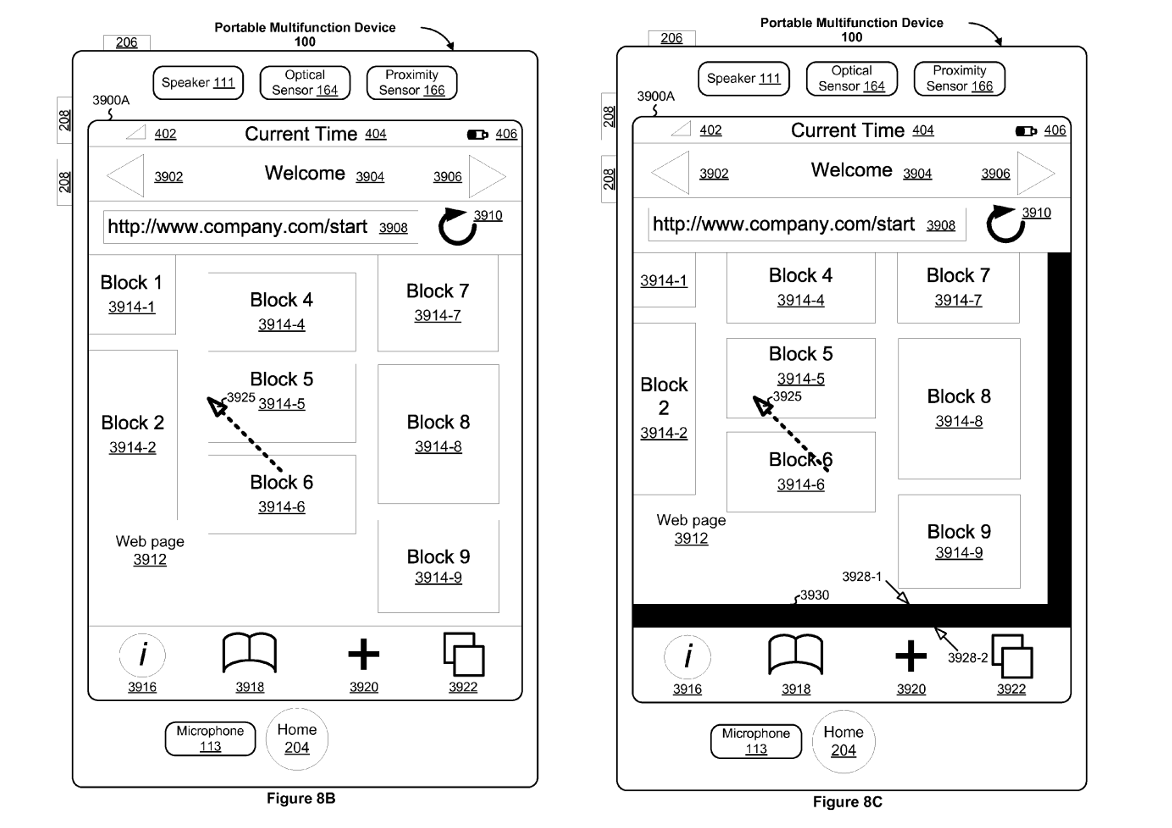 Portable Multifunction Device
100
206
Speaker 111
Optical
Sensor 164
Proximity
Sensor 166
3900A
208
208
402
Current Time 404
406
3902
Welcome 3904
3906
http://www.company.com/start 3908
3910
Block 1
3914-1
Block 4
3914-4
Block 7
3914-7
Block 5
3914-5
3925
Block 2
3914-2
Block 8
3914-8
Block 6
3914-6
Web page
3912
Block 9
3914-9
i
3916
3918
3920
3922
Microphone
113
Home
204
Figure 8B
Portable Multifunction Device
100
206
Speaker 111
Optical
Sensor 164
Proximity
Sensor 166
3900A
208
208
402
Current Time 404
406
3902
Welcome 3904
3906
http://www.company.com/start 3908
3910
3914-1
Block 4
3914-4
Block 7
3914-7
Block 5
3914-5
3925
Block
2
3914-2
Block 8
3914-8
Block 6
3914-6
Web page
3912
Block 9
3914-9
3928-1
3930
3928-2
i
3916
3918
3920
3922
Microphone
113
Home
204
Figure 8C